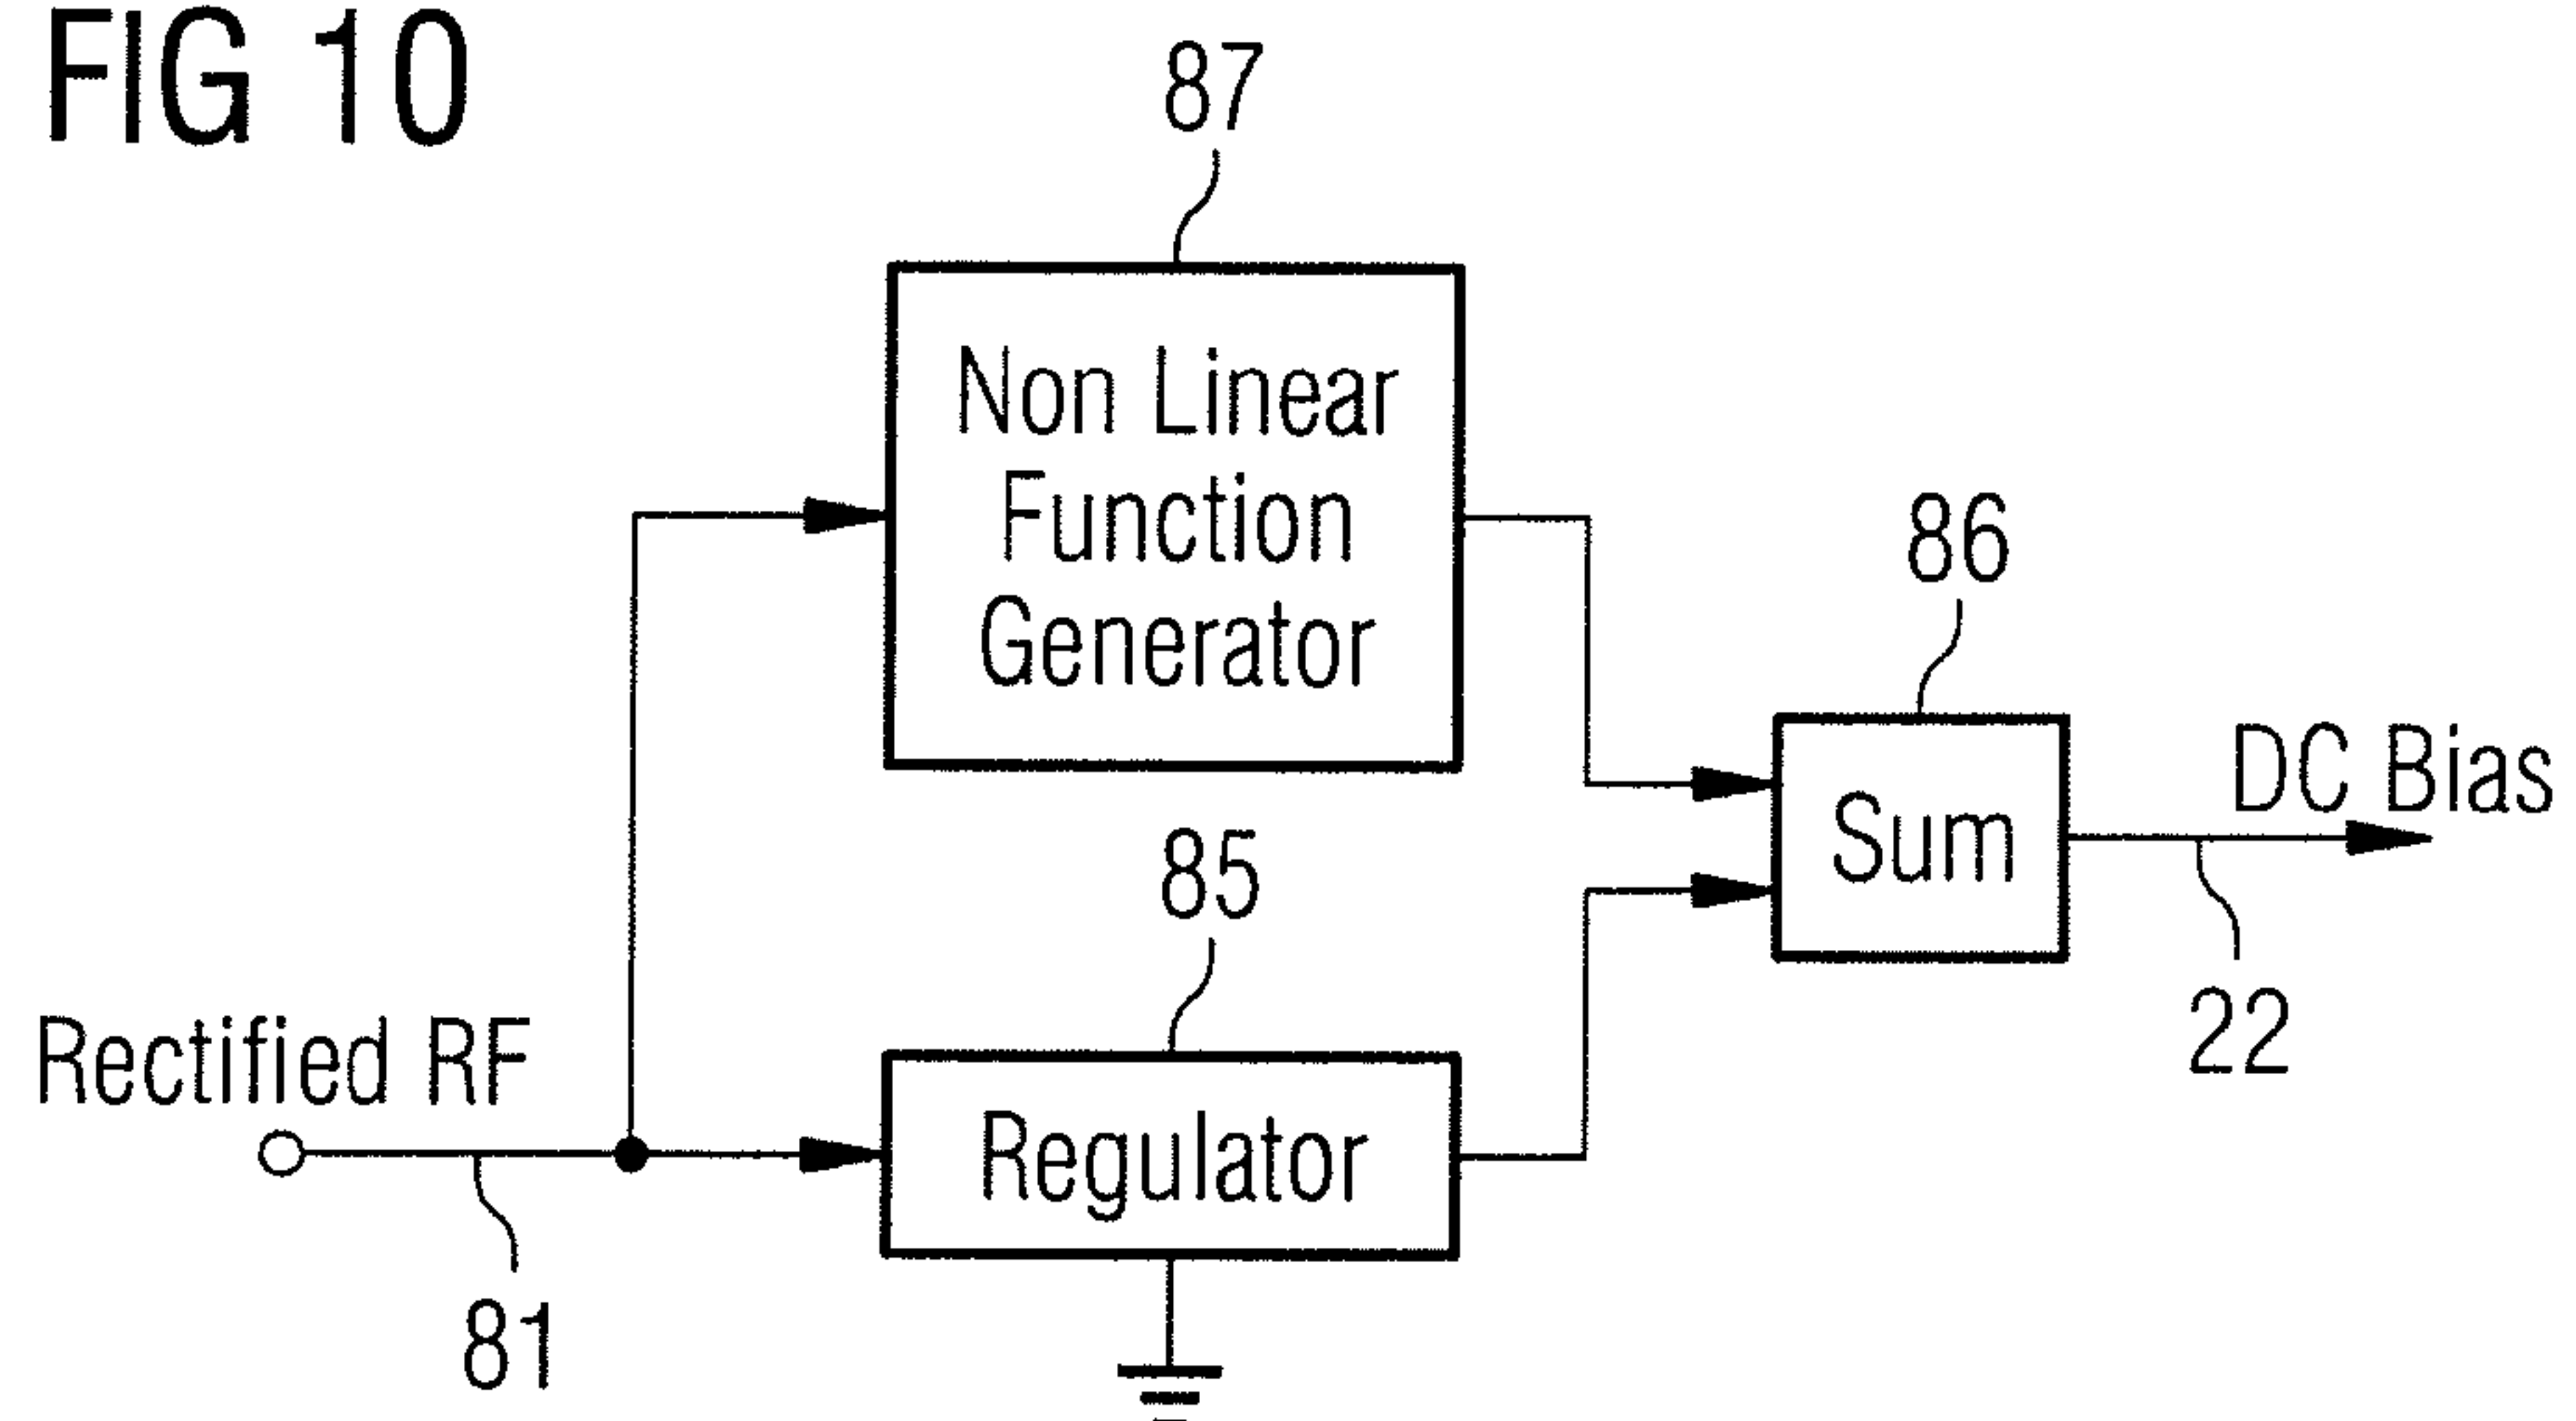 FIG 10
87
Non Linear
Function
Generator
86
Sum
DC Bias
22
85
Regulator
Rectified RF
81